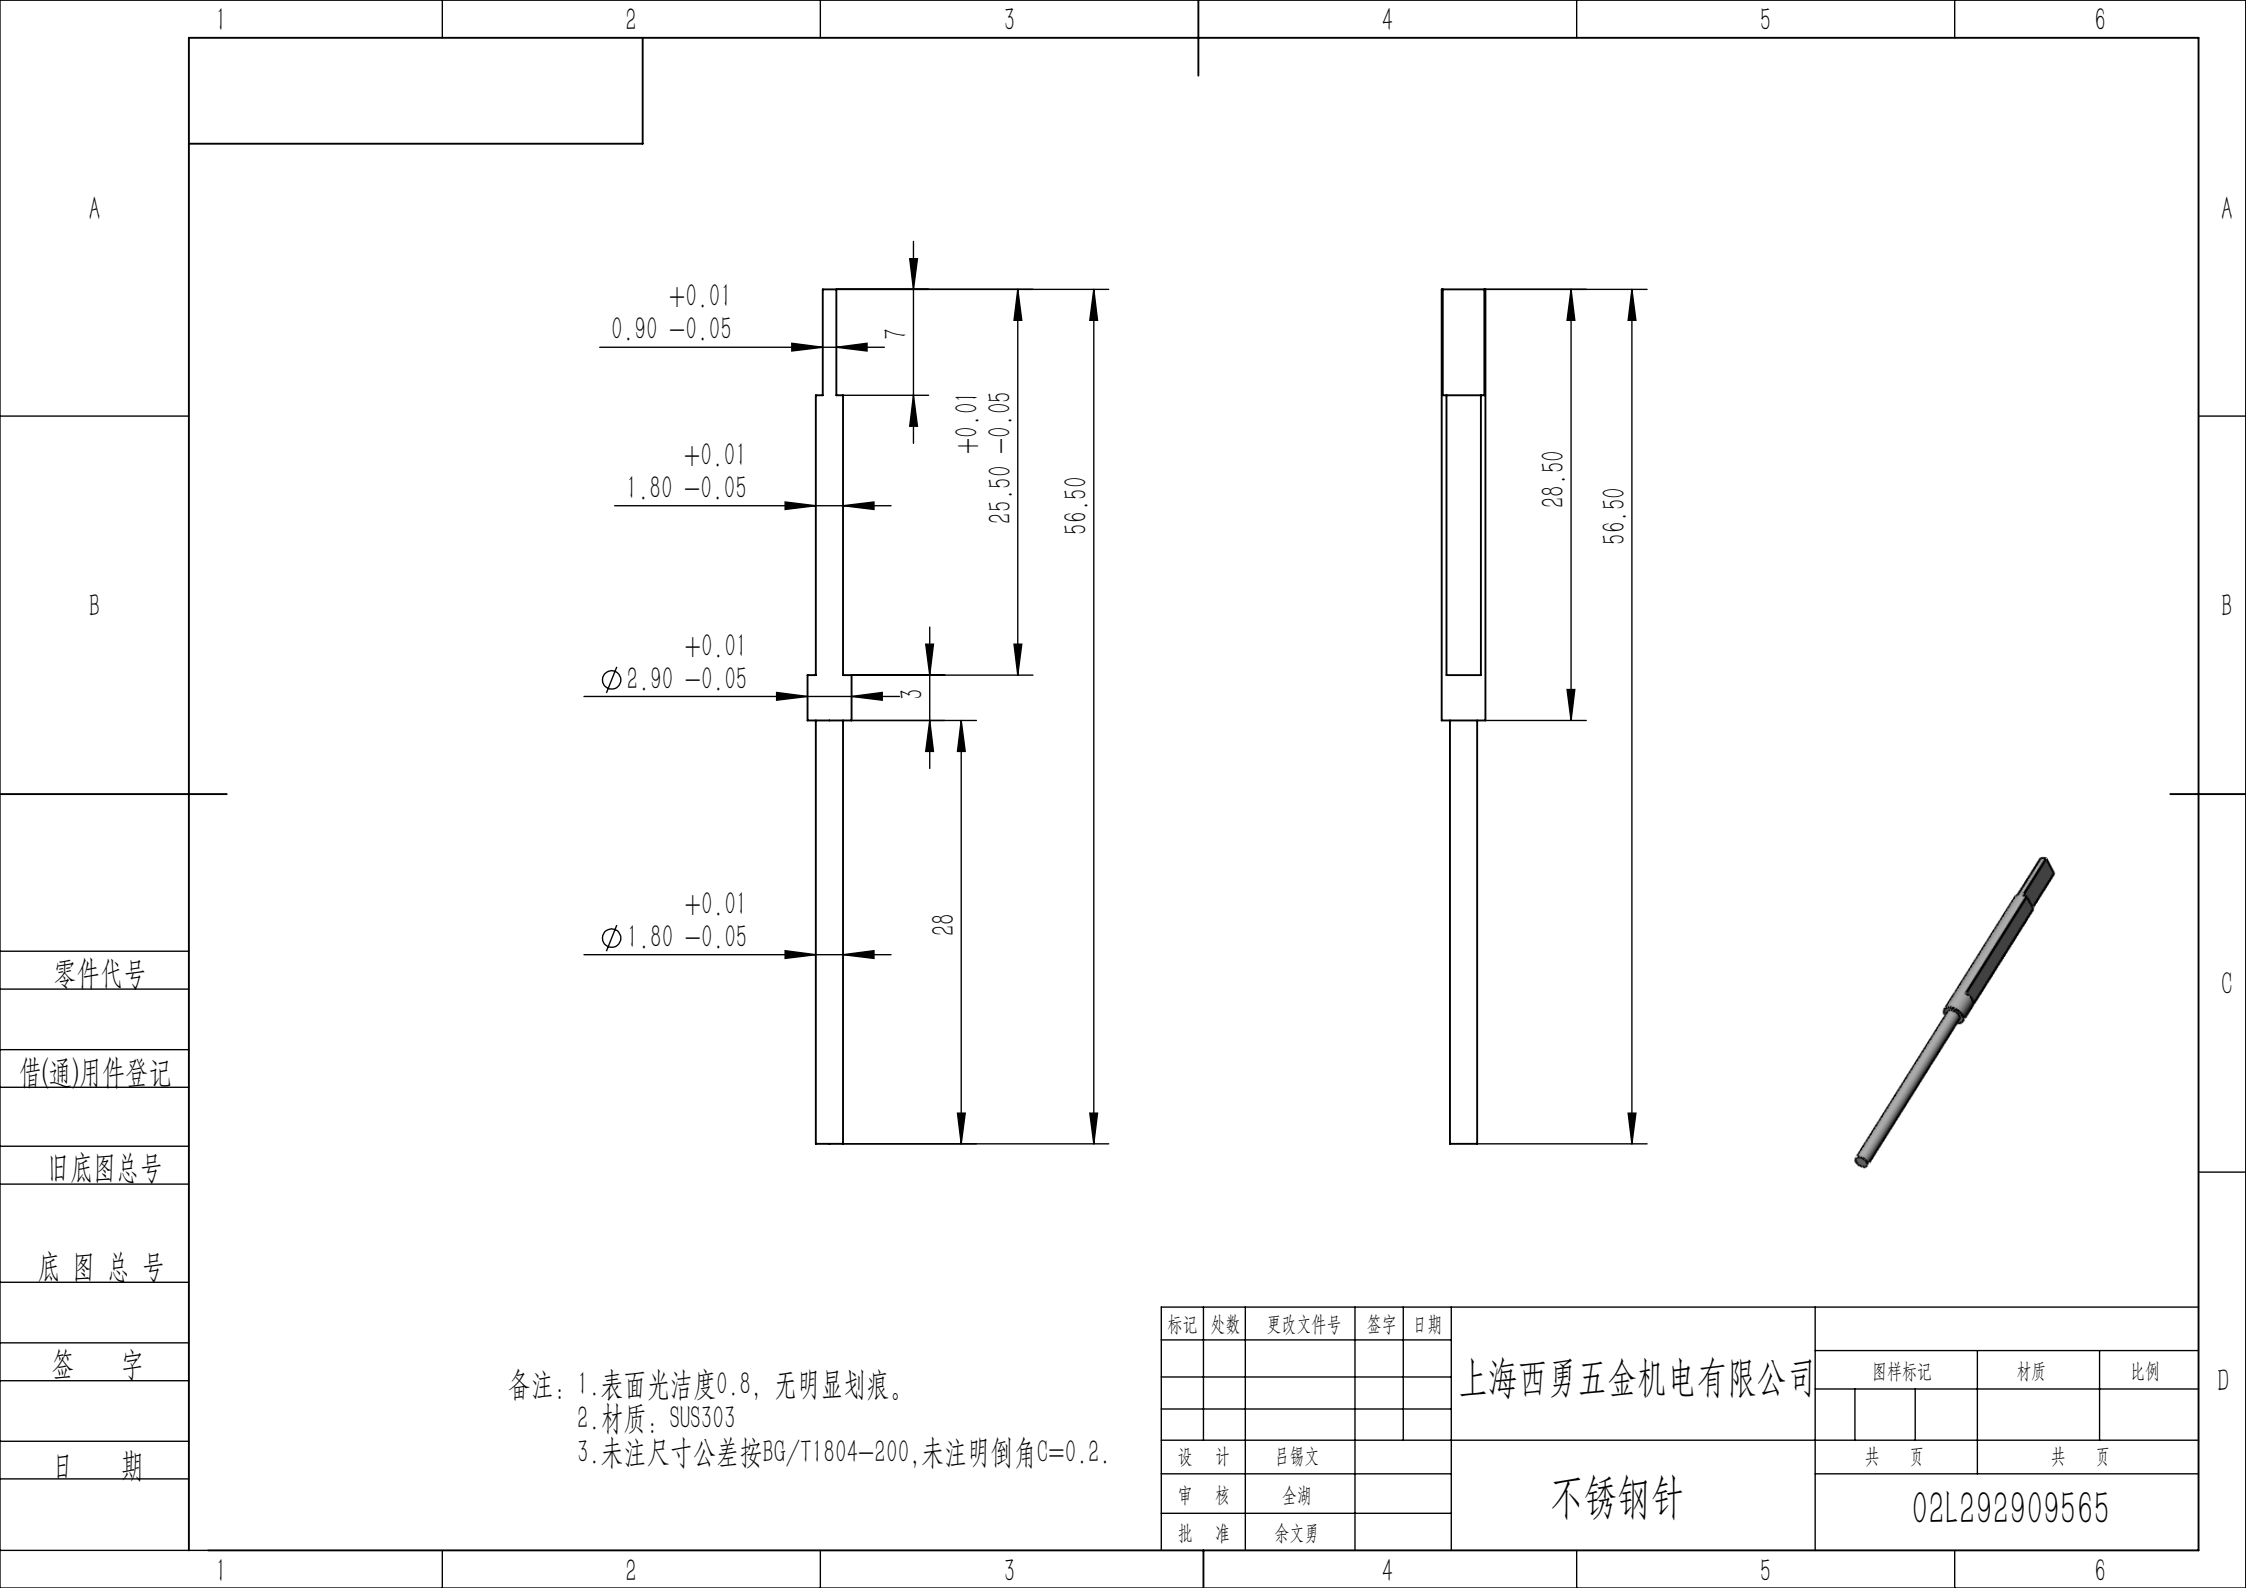 1 2 3 4 5 6
A A
+0.01
0.90 -0.05
7
+0.01
1.80 -0.05
+0.01
25.50 -0.05
56.50
28.50
56.50
B B
+0.01
∅2.90 -0.05
3
+0.01
∅1.80 -0.05
28
零件代号
C
借(通)用件登记
旧底图总号
底图总号
签 字
日 期
备注：1.表面光洁度0.8，无明显划痕。
2.材质：SUS303
3.未注尺寸公差按BG/T1804-200,未注明倒角C=0.2.
标记 处数 更改文件号 签字 日期
上海西勇五金机电有限公司
图样标记 材质 比例
D
设 计 吕锡文
共 页 共 页
审 核 全湖
不锈钢针
02L292909565
批 准 余文勇
1 2 3 4 5 6